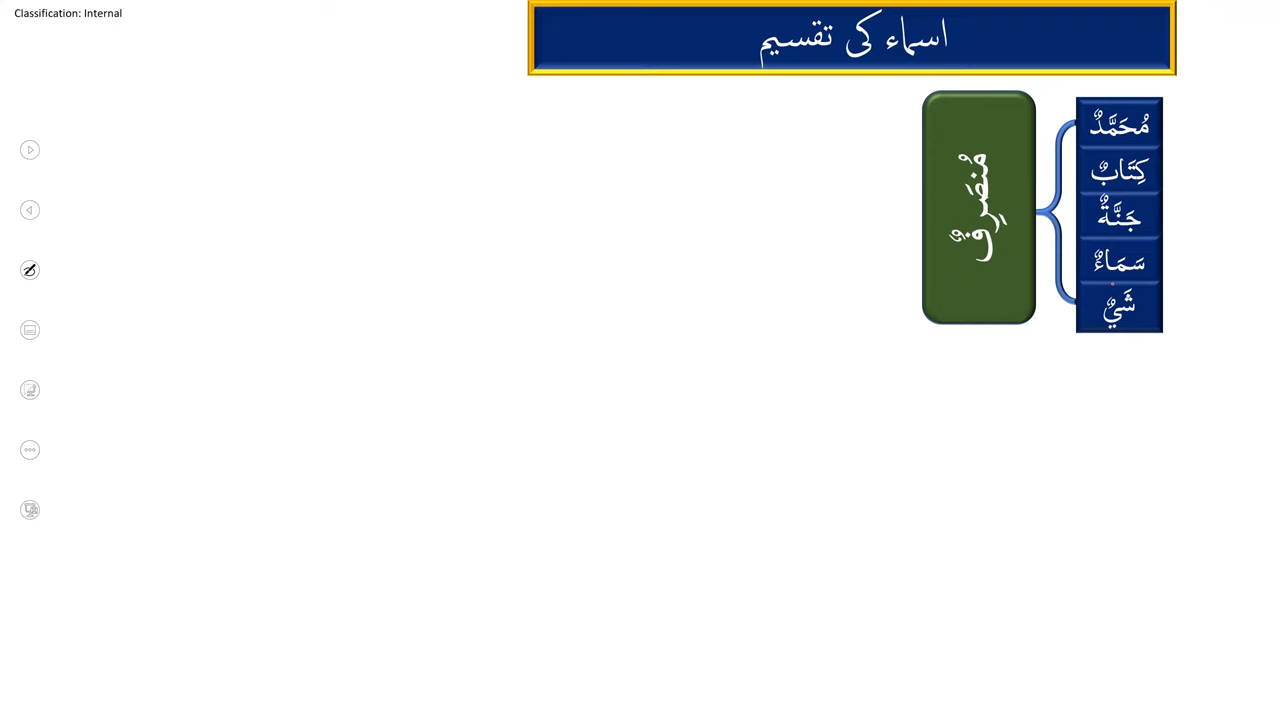 Classification: Internal
اسماء کی تقسیم
مُنصَرِفٌ
مُحَمَّدٌ
كِتَابٌ
جَنَّةٌ
سَمَاءٌ
شَيٌ